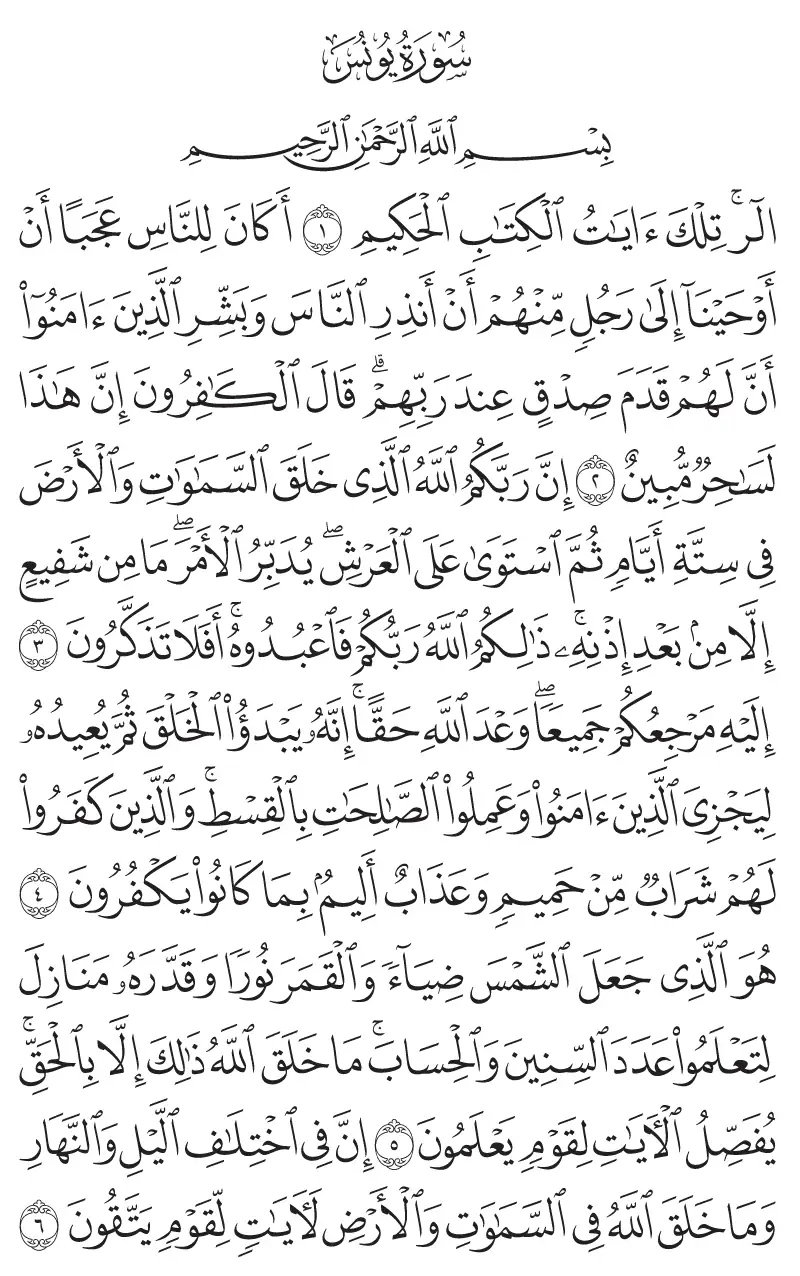 سُورَةُ يُونُسَ
بِسْمِ ٱللَّهِ ٱلرَّحْمَٰنِ ٱلرَّحِيمِ
الٓرۚ تِلْكَ ءَايَٰتُ ٱلْكِتَٰبِ ٱلْحَكِيمِ ١ أَكَانَ لِلنَّاسِ عَجَبًا أَنْ
أَوْحَيْنَآ إِلَىٰ رَجُلٍ مِّنْهُمْ أَنْ أَنذِرِ ٱلنَّاسَ وَبَشِّرِ ٱلَّذِينَ ءَامَنُوٓا۟
أَنَّ لَهُمْ قَدَمَ صِدْقٍ عِندَ رَبِّهِمْۗ قَالَ ٱلْكَٰفِرُونَ إِنَّ هَٰذَا
لَسَٰحِرٌ مُّبِينٌ ٢ إِنَّ رَبَّكُمُ ٱللَّهُ ٱلَّذِى خَلَقَ ٱلسَّمَٰوَٰتِ وَٱلْأَرْضَ
فِى سِتَّةِ أَيَّامٍ ثُمَّ ٱسْتَوَىٰ عَلَى ٱلْعَرْشِۖ يُدَبِّرُ ٱلْأَمْرَۖ مَا مِن شَفِيعٍ
إِلَّا مِنۢ بَعْدِ إِذْنِهِۦۚ ذَٰلِكُمُ ٱللَّهُ رَبُّكُمْ فَٱعْبُدُوهُۚ أَفَلَا تَذَكَّرُونَ ٣
إِلَيْهِ مَرْجِعُكُمْ جَمِيعًاۖ وَعْدَ ٱللَّهِ حَقًّاۚ إِنَّهُۥ يَبْدَؤُا۟ ٱلْخَلْقَ ثُمَّ يُعِيدُهُۥ
لِيَجْزِىَ ٱلَّذِينَ ءَامَنُوا۟ وَعَمِلُوا۟ ٱلصَّٰلِحَٰتِ بِٱلْقِسْطِۚ وَٱلَّذِينَ كَفَرُوا۟
لَهُمْ شَرَابٌ مِّنْ حَمِيمٍ وَعَذَابٌ أَلِيمٌۢ بِمَا كَانُوا۟ يَكْفُرُونَ ٤
هُوَ ٱلَّذِى جَعَلَ ٱلشَّمْسَ ضِيَآءً وَٱلْقَمَرَ نُورًا وَقَدَّرَهُۥ مَنَازِلَ
لِتَعْلَمُوا۟ عَدَدَ ٱلسِّنِينَ وَٱلْحِسَابَۚ مَا خَلَقَ ٱللَّهُ ذَٰلِكَ إِلَّا بِٱلْحَقِّۚ
يُفَصِّلُ ٱلْءَايَٰتِ لِقَوْمٍ يَعْلَمُونَ ٥ إِنَّ فِى ٱخْتِلَٰفِ ٱلَّيْلِ وَٱلنَّهَارِ
وَمَا خَلَقَ ٱللَّهُ فِى ٱلسَّمَٰوَٰتِ وَٱلْأَرْضِ لَءَايَٰتٍ لِّقَوْمٍ يَتَّقُونَ ٦